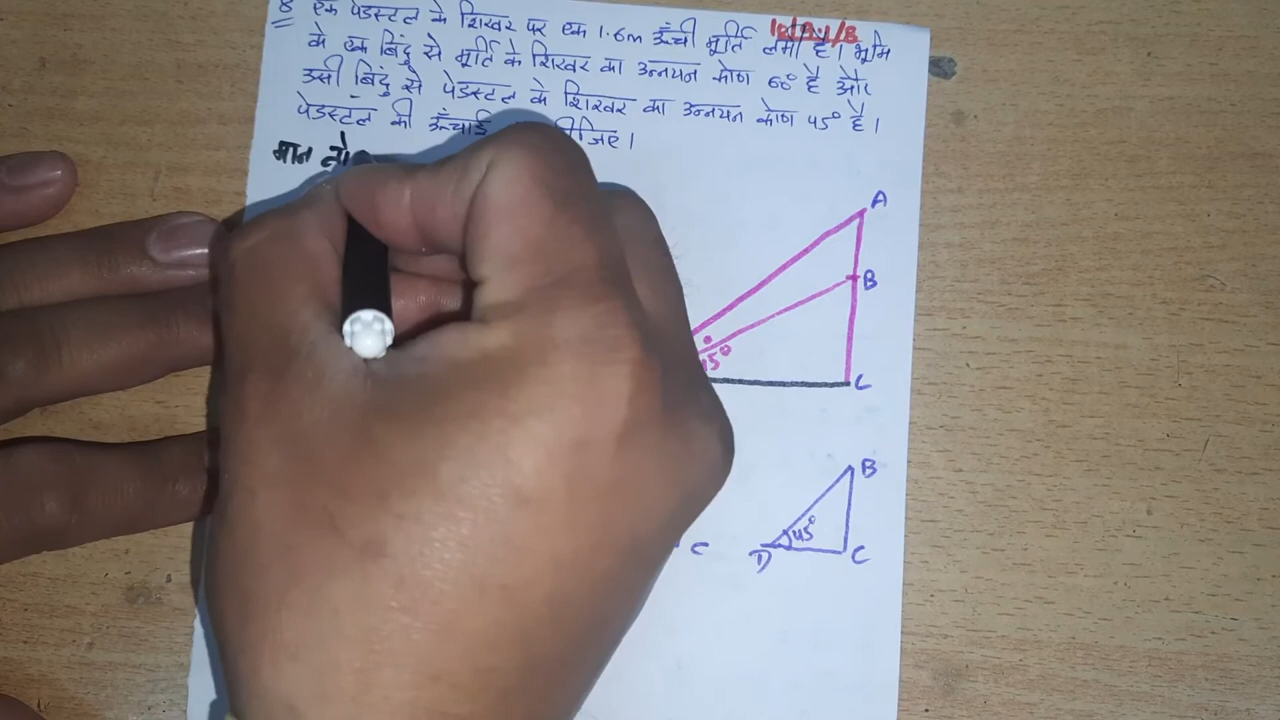 8 एक पेडस्टल के शिखर पर एक 1.6m ऊँची मूर्ति लगी है। भूमि
के एक बिंदु से मूर्ति के शिखर का उन्नयन कोण 60° है और
उसी बिंदु से पेडस्टल के शिखर का उन्नयन कोण 45° है।
पेडस्टल की ऊँचाई जिए।
मान लो
A
B
45°
C
B
45°
C
D
C